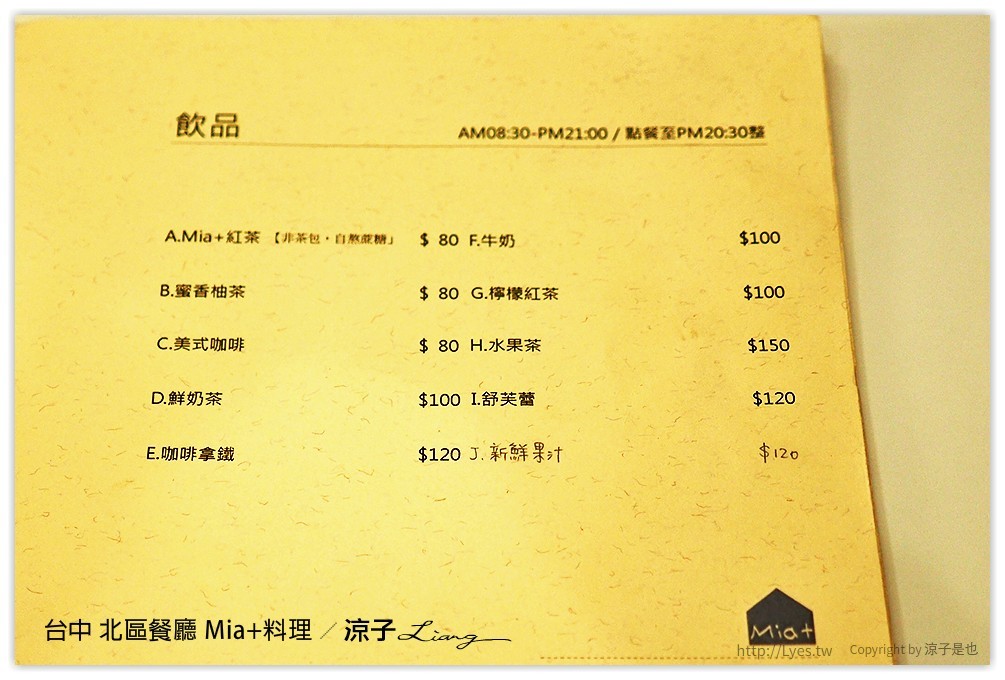 飲品
AM08:30-PM21:00 / 點餐至PM20:30整
A.Mia+紅茶 【非茶包・自熬蔗糖」 $ 80 F.牛奶 $100
B.蜜香柚茶 $ 80 G.檸檬紅茶 $100
C.美式咖啡 $ 80 H.水果茶 $150
D.鮮奶茶 $100 I.舒芙蕾 $120
E.咖啡拿鐵 $120 J.新鮮果汁 $120
Mia+
台中 北區餐廳 Mia+料理 / 涼子 Liang
http://Lyes.tw Copyright by 涼子是也